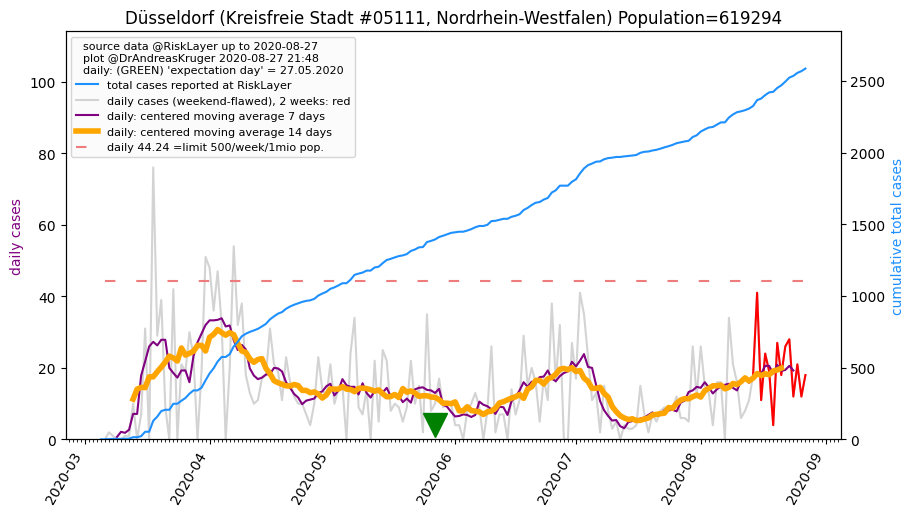 Düsseldorf (Kreisfreie Stadt #05111, Nordrhein-Westfalen) Population=619294
source data @RiskLayer up to 2020-08-27
plot @DrAndreasKruger 2020-08-27 21:48
daily: (GREEN) 'expectation day' = 27.05.2020
total cases reported at RiskLayer
daily cases (weekend-flawed), 2 weeks: red
daily: centered moving average 7 days
daily: centered moving average 14 days
daily 44.24 =limit 500/week/1mio pop.
daily cases
100
80
60
40
20
0
2500
2000
1500
1000
500
0
cumulative total cases
2020-03
2020-04
2020-05
2020-06
2020-07
2020-08
2020-09